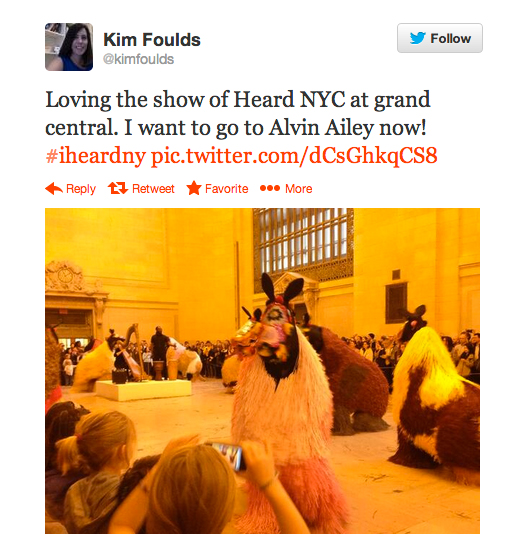 Kim Foulds
@kimfoulds
Follow
Loving the show of Heard NYC at grand
central. I want to go to Alvin Ailey now!
#iheardny pic.twitter.com/dCsGhkqCS8
Reply Retweet Favorite More